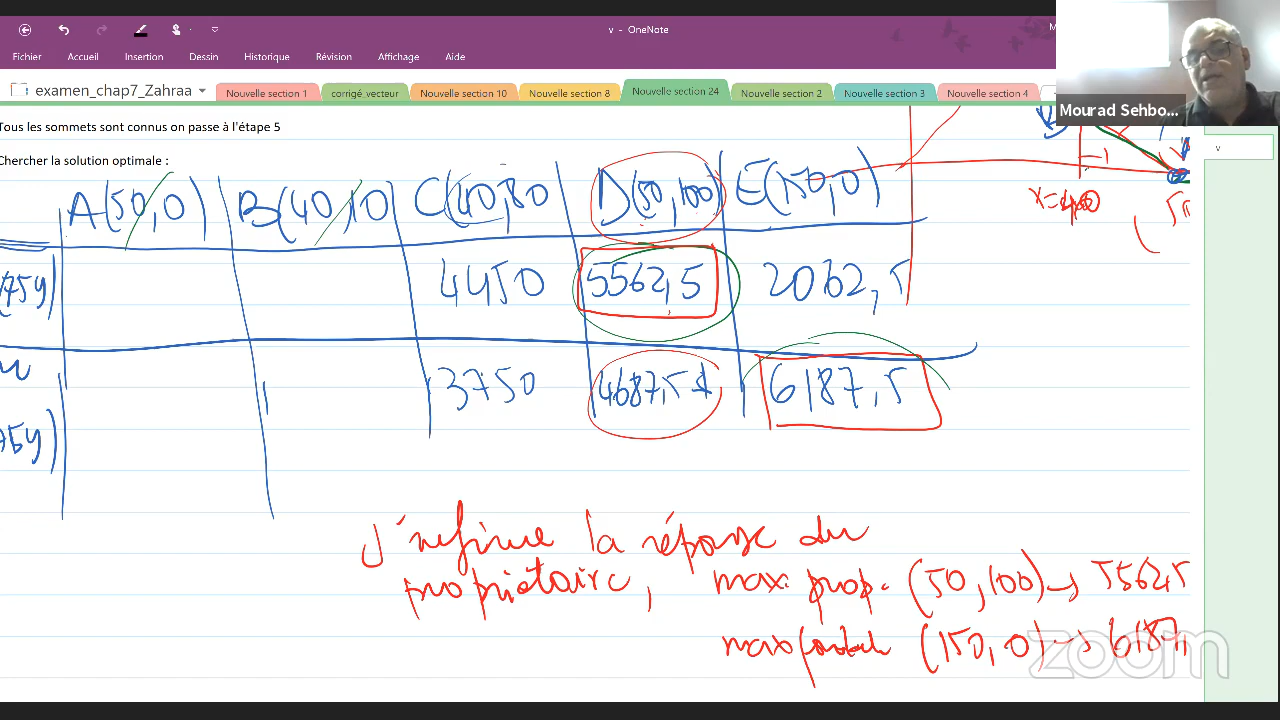 v - OneNote
Fichier Accueil Insertion Dessin Historique Révision Affichage Aide
examen_chap7_Zahraa
Nouvelle section 1 corrigé_vecteur Nouvelle section 10 Nouvelle section 8 Nouvelle section 24 Nouvelle section 2 Nouvelle section 3 Nouvelle section 4
Mourad Sehbo...
v
Tous les sommets sont connus on passe à l'étape 5
Chercher la solution optimale :
A(50,0) B(40,10) C(40,80 D(50,100) E(150,0)
4450 5562,5 2062,5
3750 4687,5 6187,5
J'infirme la réponse du
propriétaire, max. prop. (50,100) → 5562,5
max (150,0) → 6187,
zoom